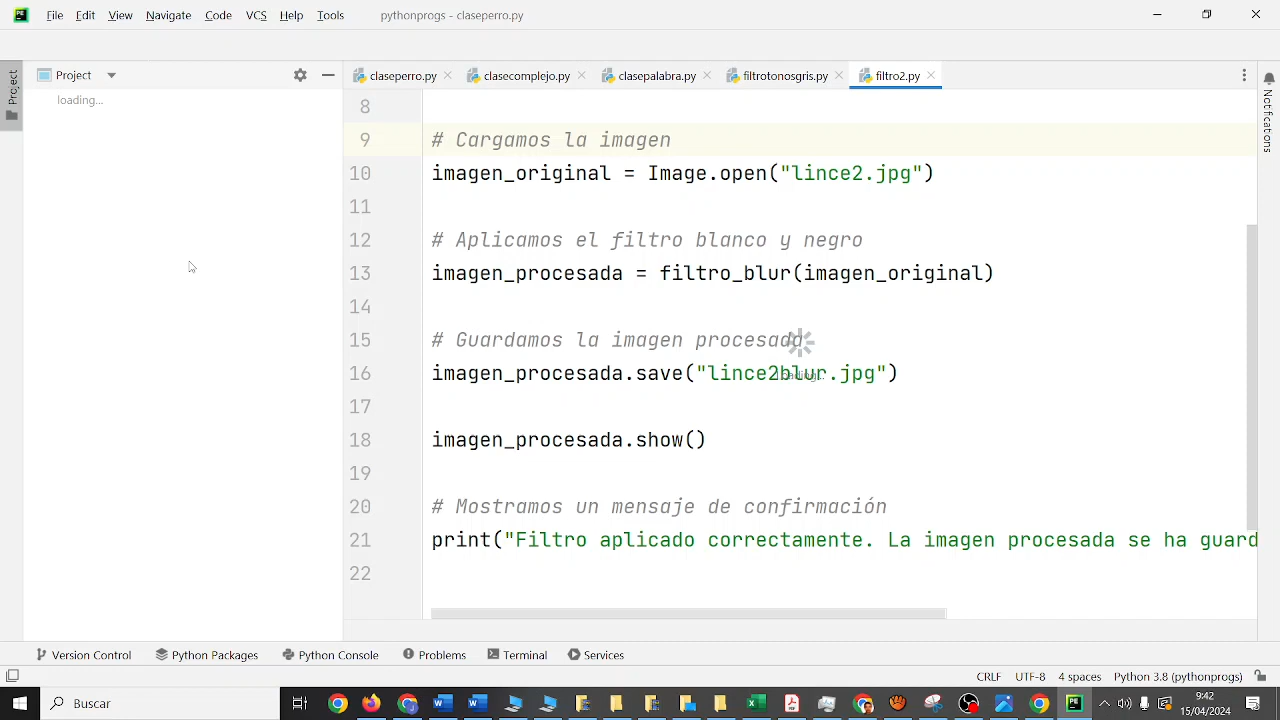 File Edit View Navigate Code VCS Help Tools pythonprogs - claseperro.py
Project
Project
claseperro.py clasecomplejo.py clasepalabra.py filtrotonosgris.py filtro2.py
Notifications
loading...
8
9 # Cargamos la imagen
10 imagen_original = Image.open("lince2.jpg")
11
12 # Aplicamos el filtro blanco y negro
13 imagen_procesada = filtro_blur(imagen_original)
14
15 # Guardamos la imagen procesada
16 imagen_procesada.save("lince2blur.jpg")
Loading...
17
18 imagen_procesada.show()
19
20 # Mostramos un mensaje de confirmación
21 print("Filtro aplicado correctamente. La imagen procesada se ha guard
22
Version Control Python Packages Python Console Problems Terminal Services
CRLF UTF-8 4 spaces Python 3.8 (pythonprogs)
Buscar
9:42
15/04/2024